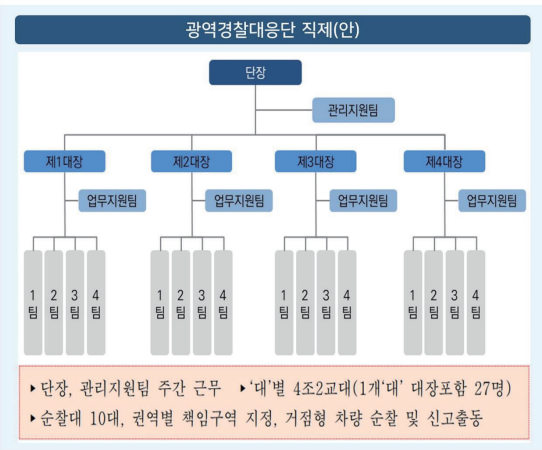 광역경찰대응단 직제(안)
단장
관리지원팀
제1대장 제2대장 제3대장 제4대장
업무지원팀 업무지원팀 업무지원팀 업무지원팀
1 2 3 4 1 2 3 4 1 2 3 4 1 2 3 4
팀 팀 팀 팀 팀 팀 팀 팀 팀 팀 팀 팀 팀 팀 팀 팀
▸단장, 관리지원팀 주간 근무 ▸‘대’별 4조2교대(1개‘대’ 대장포함 27명)
▸순찰대 10대, 권역별 책임구역 지정, 거점형 차량 순찰 및 신고출동